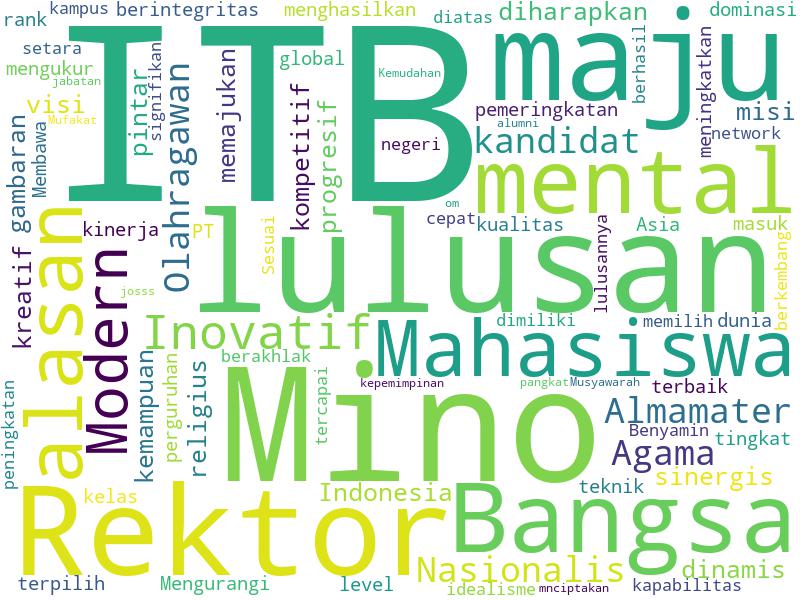 rank
kampus
berintegritas
menghasilkan
diatas
diharapkan
dominasi
setara
mengukur
jabatan
visi
Mufakat
gambaran
Membawa
pintar
signifikan
Olahragawan
memajukan
global
Kemudahan
ITB
maju
berhasil
meningkatkan
pemeringkatan
alumni
misi
network
kandidat
negeri
kompetitif
progresif
mental
om
cepat
kualitas
lulusannya
Asia
masuk
kreatif
alasan
kinerja
PT
Sesuai
lulusan
berkembang
Modern
josss
Inovatif
dimiliki
memilih
dunia
Mahasiswa
peningkatan
kemampuan
perguruhan
religius
berakhlak
tercapai
kepemimpinan
pangkat
Musyawarah
terbaik
Mino
Almamater
Benyamin
tingkat
Agama
sinergis
kelas
Rektor
Indonesia
teknik
Bangsa
Nasionalis
dinamis
terpilih
Mengurangi
level
idealisme
mnciptakan
kapabilitas